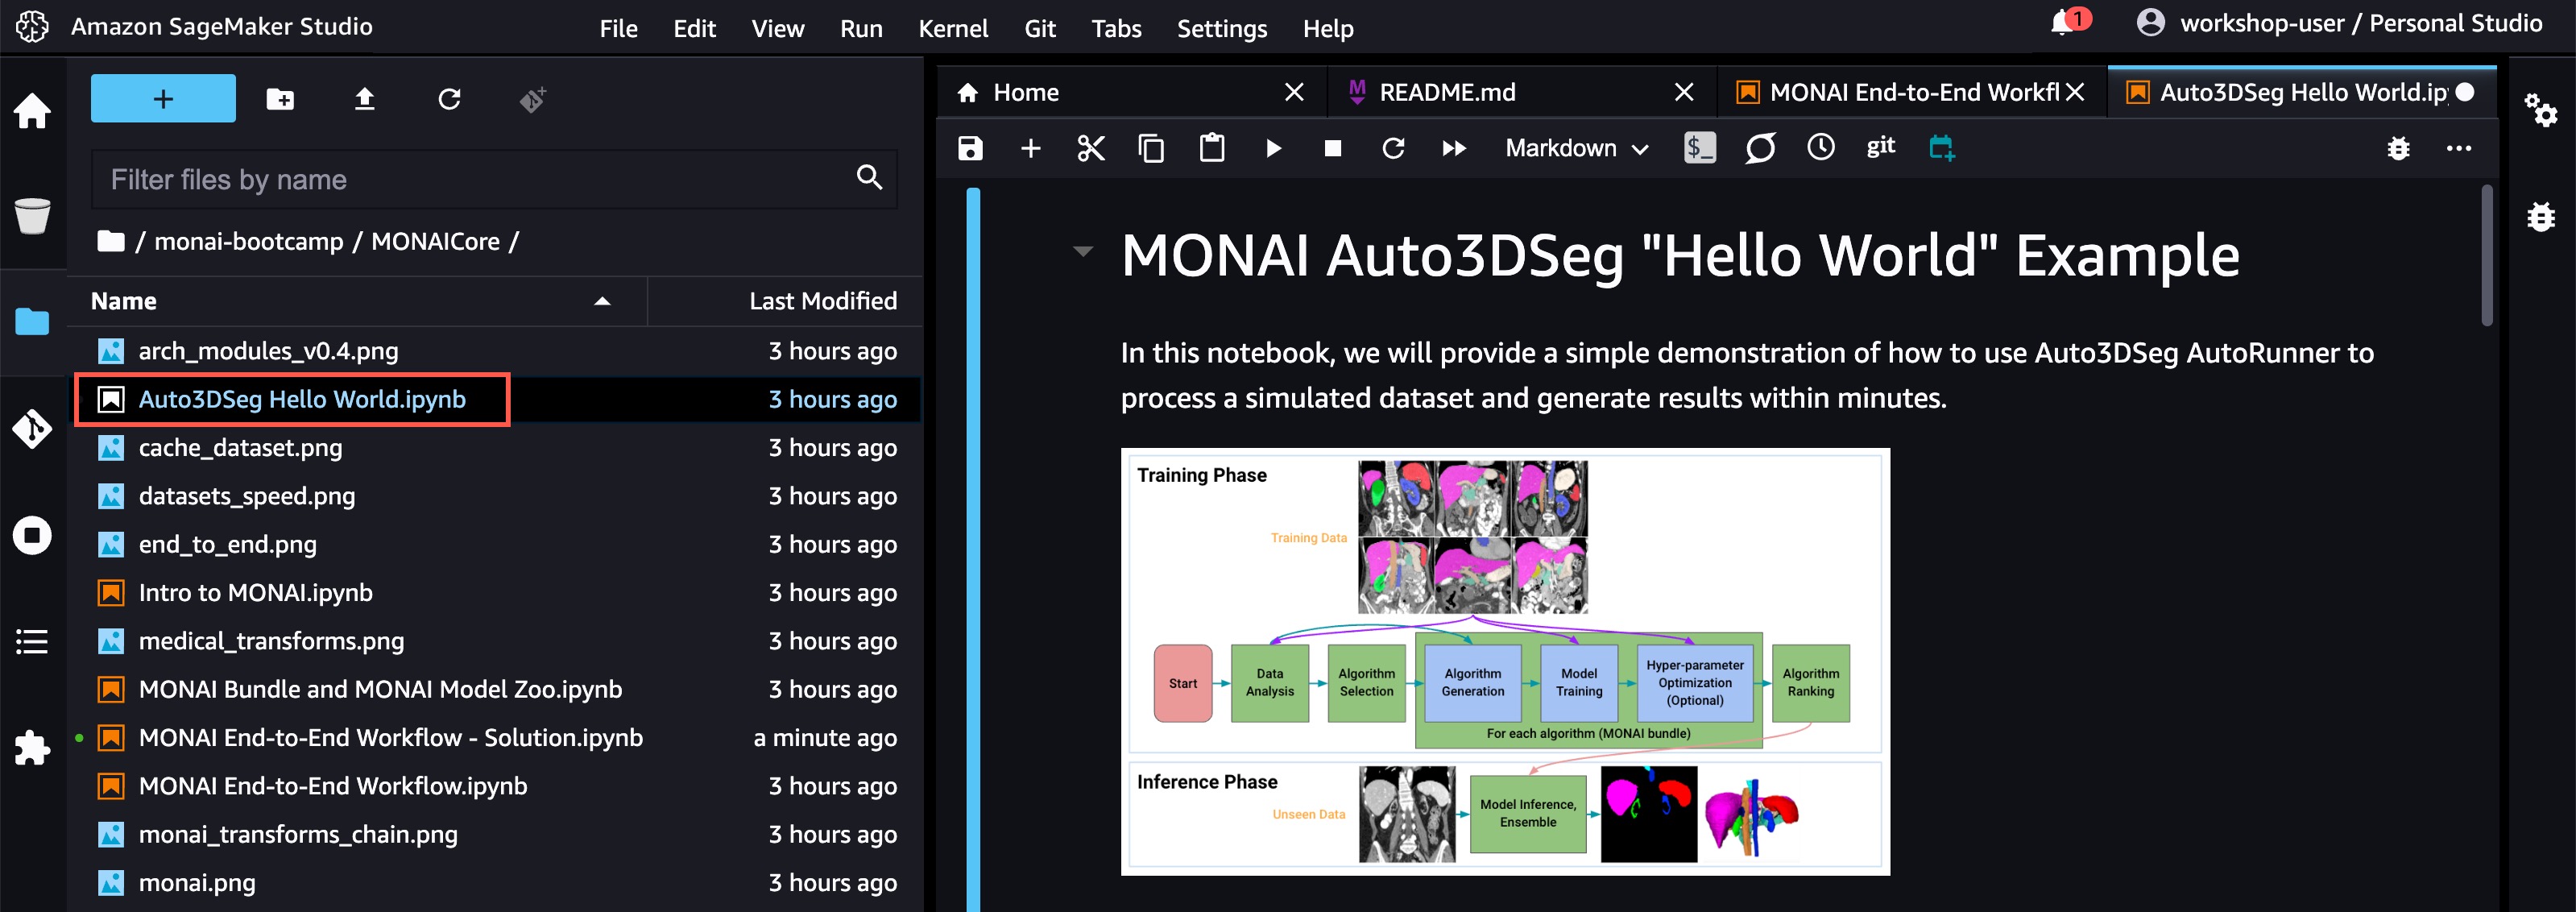 Amazon SageMaker Studio
File Edit View Run Kernel Git Tabs Settings Help
1
workshop-user / Personal Studio
+
Filter files by name
/ monai-bootcamp / MONAICore /
Name Last Modified
arch_modules_v0.4.png 3 hours ago
Auto3DSeg Hello World.ipynb 3 hours ago
cache_dataset.png 3 hours ago
datasets_speed.png 3 hours ago
end_to_end.png 3 hours ago
Intro to MONAI.ipynb 3 hours ago
medical_transforms.png 3 hours ago
MONAI Bundle and MONAI Model Zoo.ipynb 3 hours ago
MONAI End-to-End Workflow - Solution.ipynb a minute ago
MONAI End-to-End Workflow.ipynb 3 hours ago
monai_transforms_chain.png 3 hours ago
monai.png 3 hours ago
Home M README.md MONAI End-to-End Workfl Auto3DSeg Hello World.ip
Markdown $_ git
MONAI Auto3DSeg "Hello World" Example
In this notebook, we will provide a simple demonstration of how to use Auto3DSeg AutoRunner to
process a simulated dataset and generate results within minutes.
Training Phase
Training Data
Start
Data
Analysis
Algorithm
Selection
Algorithm
Generation
Model
Training
Hyper-parameter
Optimization
(Optional)
Algorithm
Ranking
For each algorithm (MONAI bundle)
Inference Phase
Unseen Data
Model Inference,
Ensemble